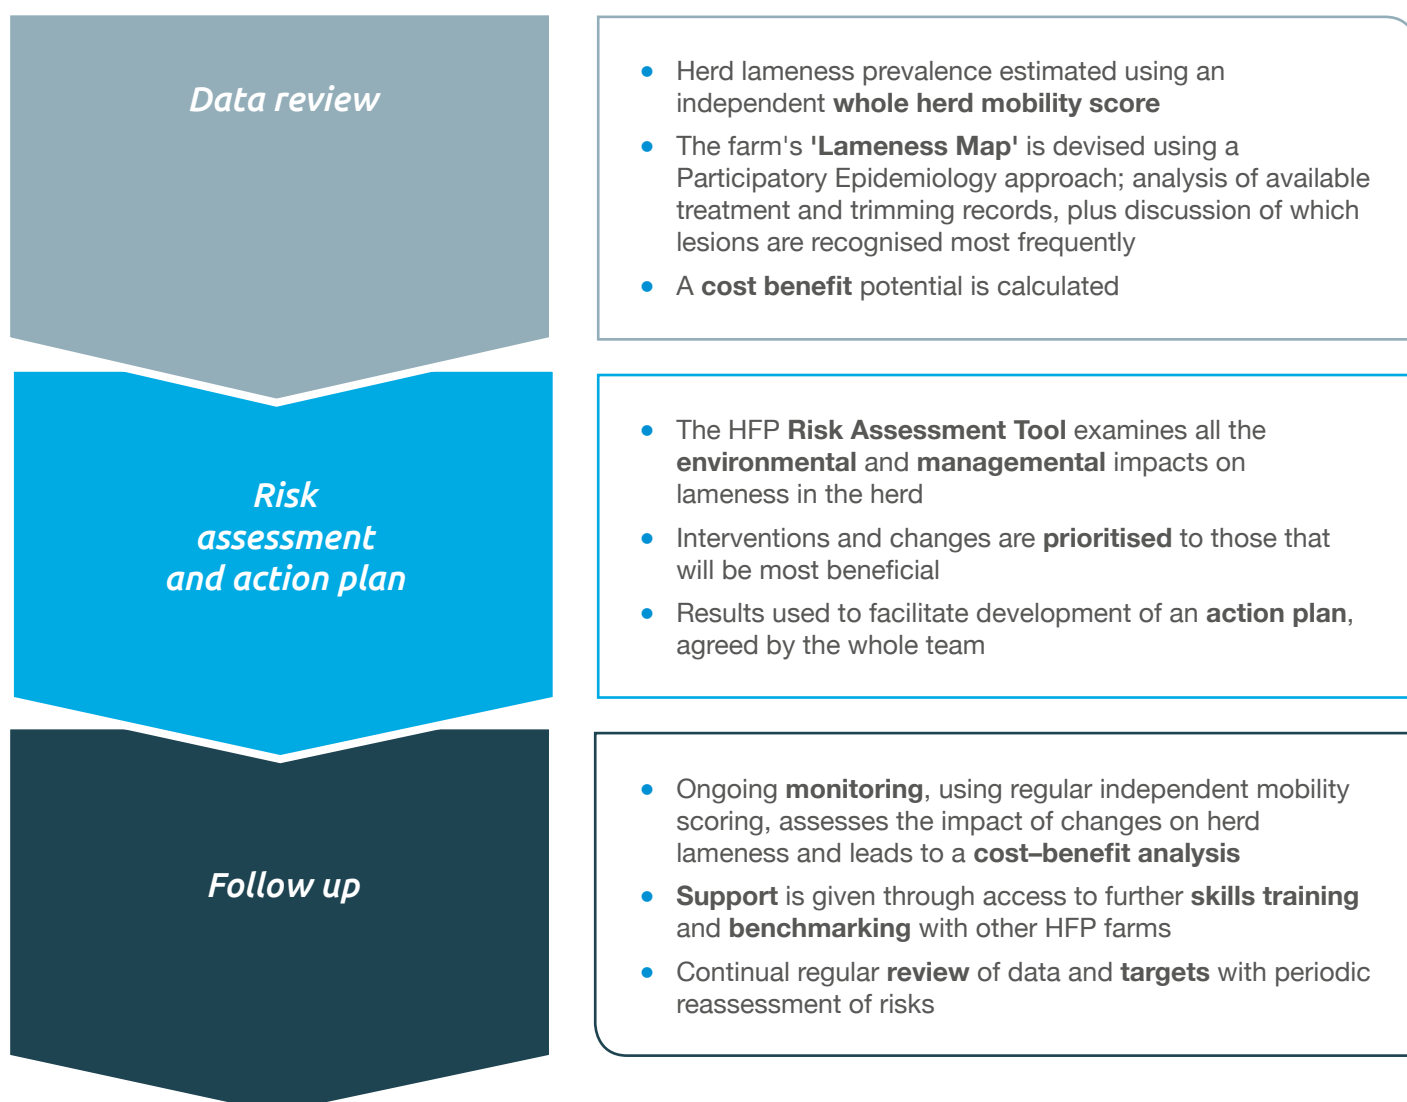 Data review
● Herd lameness prevalence estimated using an
independent whole herd mobility score
● The farm's 'Lameness Map' is devised using a
Participatory Epidemiology approach; analysis of available
treatment and trimming records, plus discussion of which
lesions are recognised most frequently
● A cost benefit potential is calculated
Risk
assessment
and action plan
● The HFP Risk Assessment Tool examines all the
environmental and managemental impacts on
lameness in the herd
● Interventions and changes are prioritised to those that
will be most beneficial
● Results used to facilitate development of an action plan,
agreed by the whole team
Follow up
● Ongoing monitoring, using regular independent mobility
scoring, assesses the impact of changes on herd
lameness and leads to a cost–benefit analysis
● Support is given through access to further skills training
and benchmarking with other HFP farms
● Continual regular review of data and targets with periodic
reassessment of risks